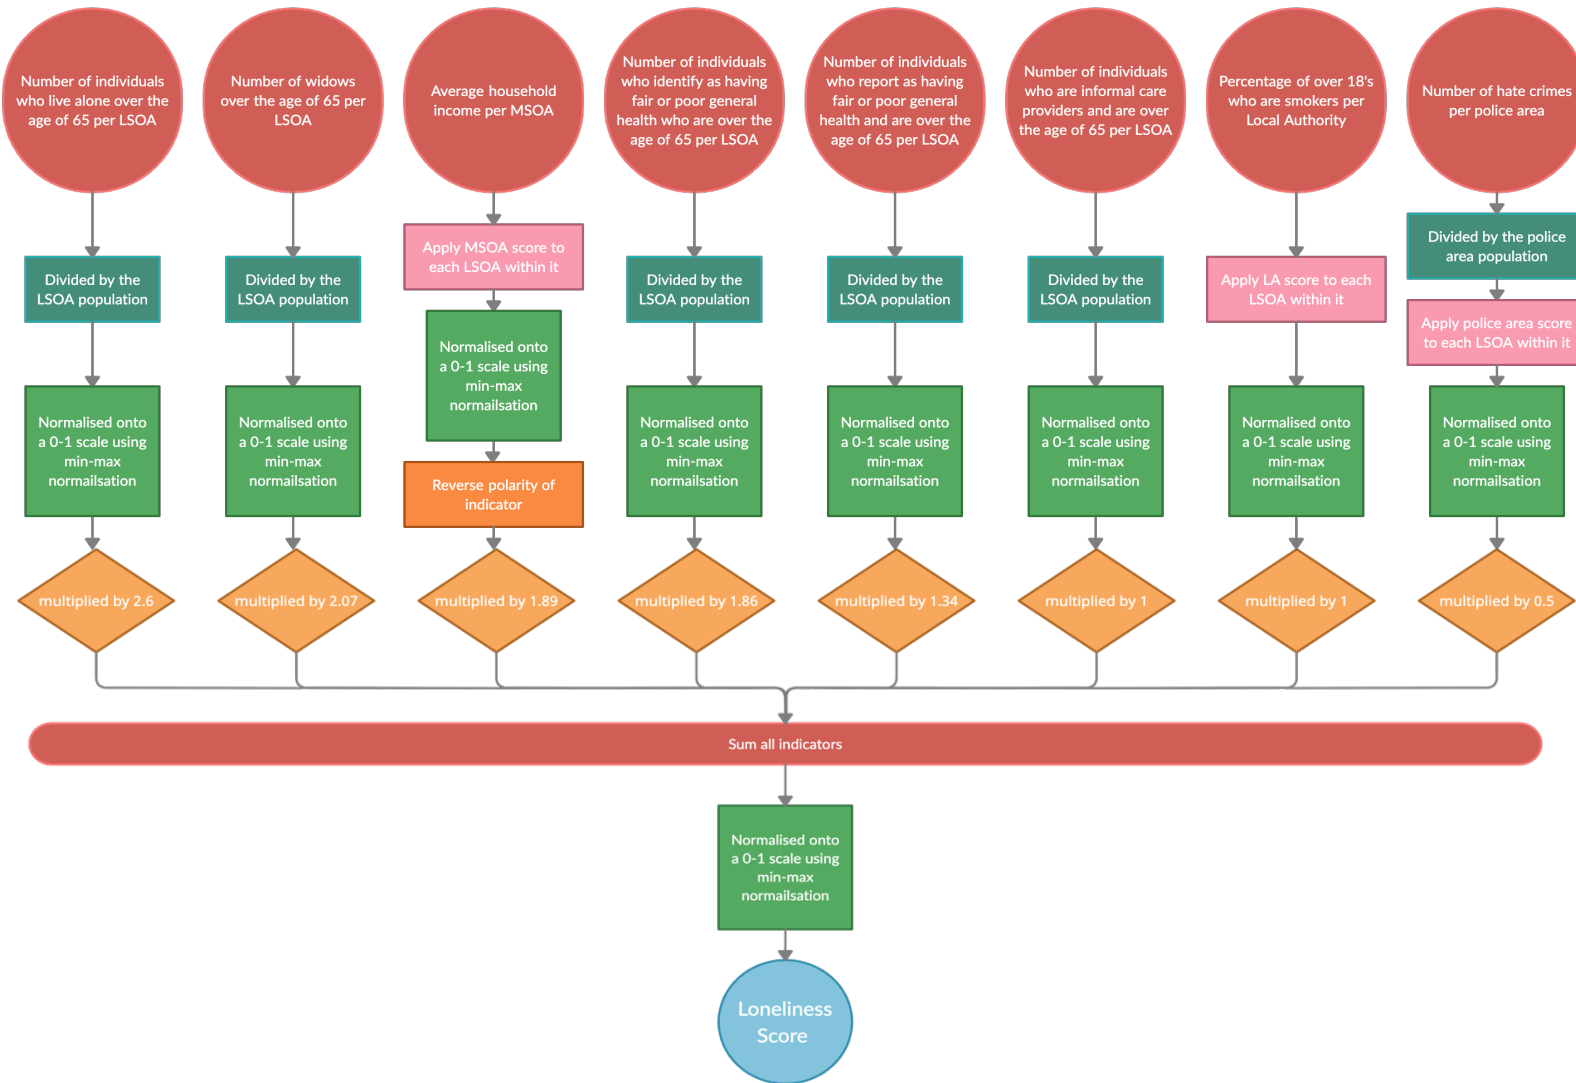 Number of individuals
who live alone over the
age of 65 per LSOA
Number of widows
over the age of 65 per
LSOA
Average household
income per MSOA
Number of individuals
who identify as having
fair or poor general
health who are over the
age of 65 per LSOA
Number of individuals
who report as having
fair or poor general
health and are over the
age of 65 per LSOA
Number of individuals
who are informal care
providers and are over
the age of 65 per LSOA
Percentage of over 18's
who are smokers per
Local Authority
Number of hate crimes
per police area
Divided by the
LSOA population
Divided by the
LSOA population
Apply MSOA score to
each LSOA within it
Divided by the
LSOA population
Divided by the
LSOA population
Divided by the
LSOA population
Apply LA score to each
LSOA within it
Divided by the police
area population
Apply police area score
to each LSOA within it
Normalised onto
a 0-1 scale using
min-max
normailsation
Normalised onto
a 0-1 scale using
min-max
normailsation
Normalised onto
a 0-1 scale using
min-max
normailsation
Reverse polarity of
indicator
Normalised onto
a 0-1 scale using
min-max
normailsation
Normalised onto
a 0-1 scale using
min-max
normailsation
Normalised onto
a 0-1 scale using
min-max
normailsation
Normalised onto
a 0-1 scale using
min-max
normailsation
Normalised onto
a 0-1 scale using
min-max
normailsation
multiplied by 2.6
multiplied by 2.07
multiplied by 1.89
multiplied by 1.86
multiplied by 1.34
multiplied by 1
multiplied by 1
multiplied by 0.5
Sum all indicators
Normalised onto
a 0-1 scale using
min-max
normailsation
Loneliness
Score